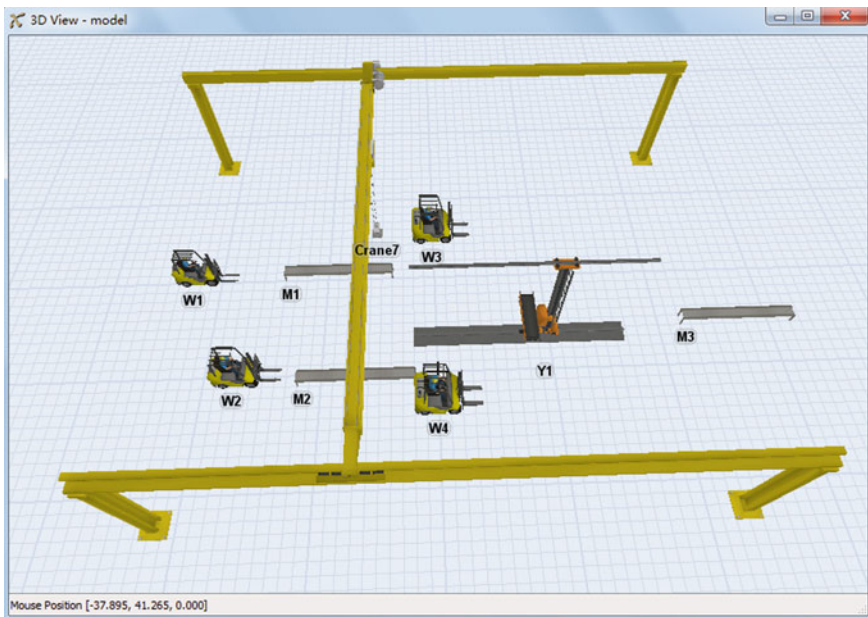 3D View - model
Crane7
W3
W1
M1
M3
Y1
W2
M2
W4
Mouse Position [-37.895, 41.265, 0.000]